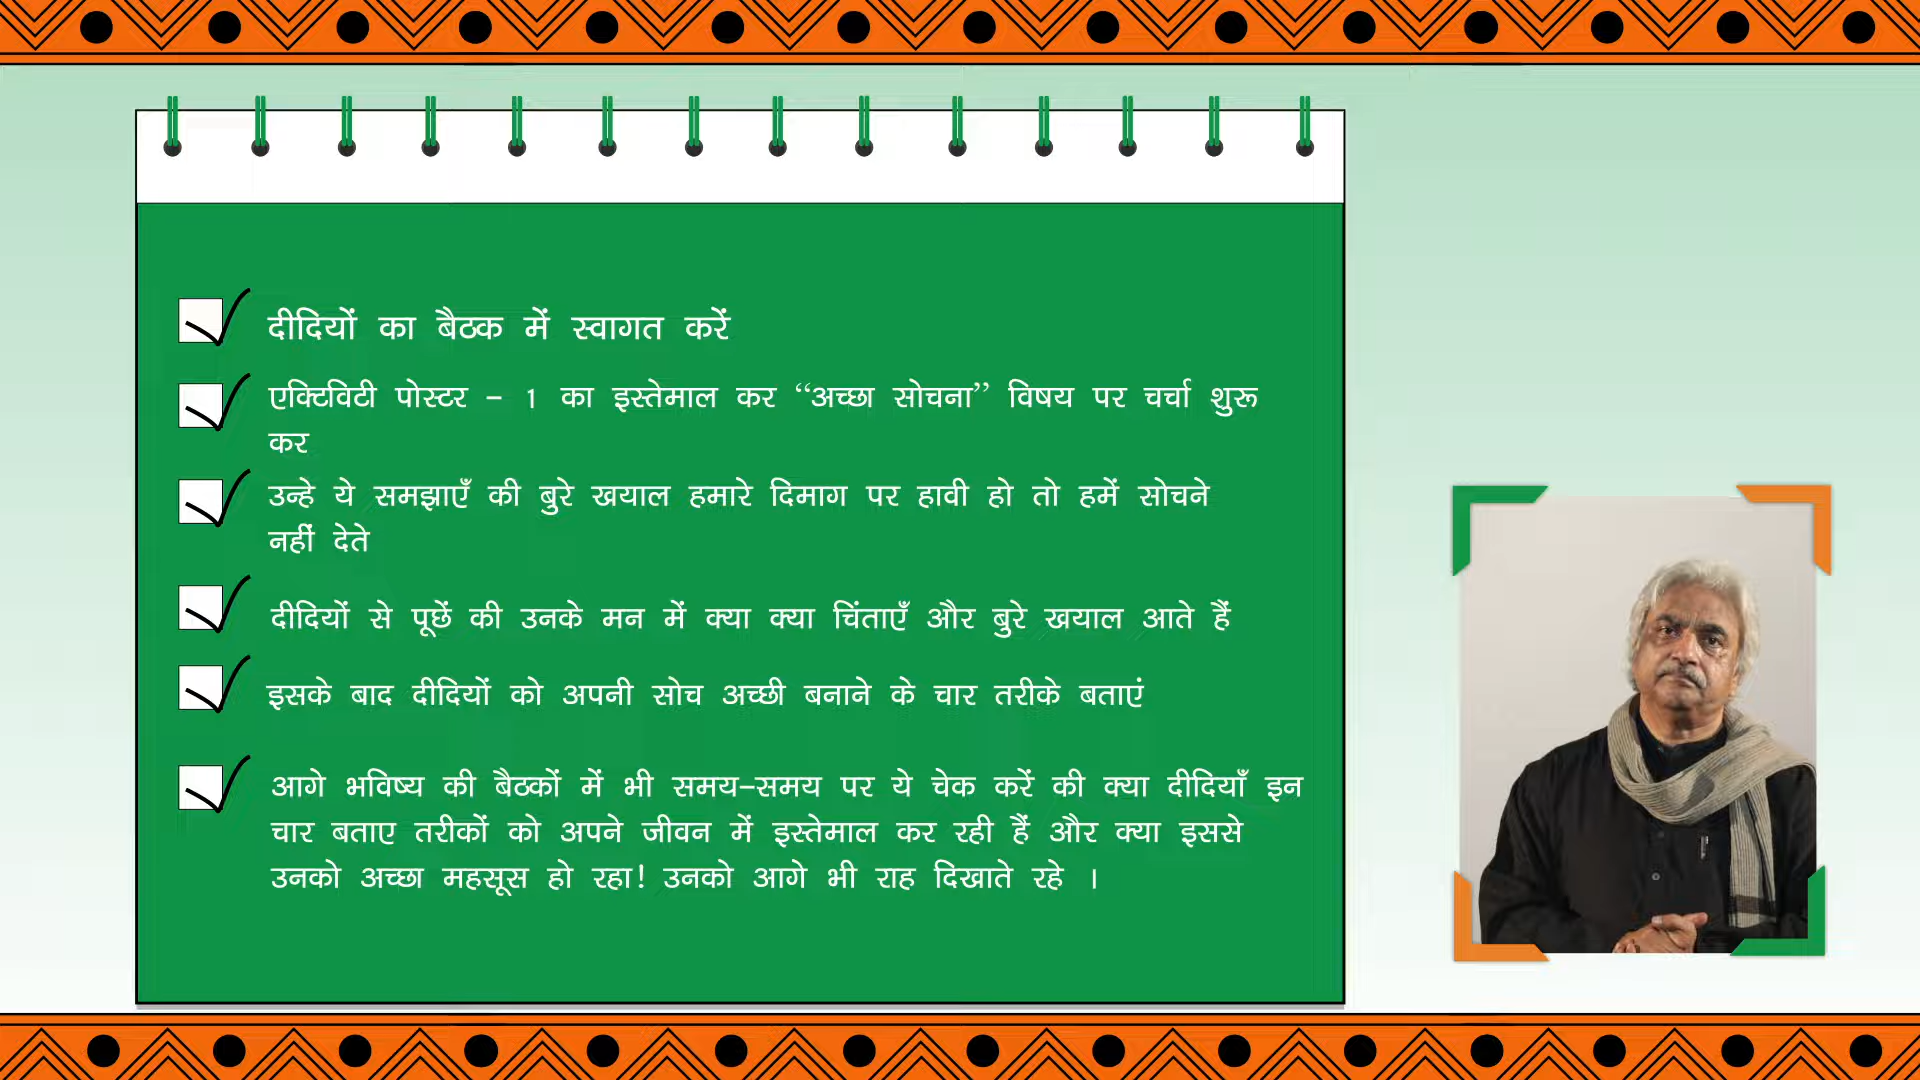 दीदियों का बैठक में स्वागत करें
एक्टिविटी पोस्टर – 1 का इस्तेमाल कर “अच्छा सोचना” विषय पर चर्चा शुरू
कर
उन्हे ये समझाएँ की बुरे खयाल हमारे दिमाग पर हावी हो तो हमें सोचने
नहीं देते
दीदियों से पूछें की उनके मन में क्या क्या चिंताएँ और बुरे खयाल आते हैं
इसके बाद दीदियों को अपनी सोच अच्छी बनाने के चार तरीके बताएं
आगे भविष्य की बैठकों में भी समय–समय पर ये चेक करें की क्या दीदियाँ इन
चार बताए तरीकों को अपने जीवन में इस्तेमाल कर रही हैं और क्या इससे
उनको अच्छा महसूस हो रहा! उनको आगे भी राह दिखाते रहे ।